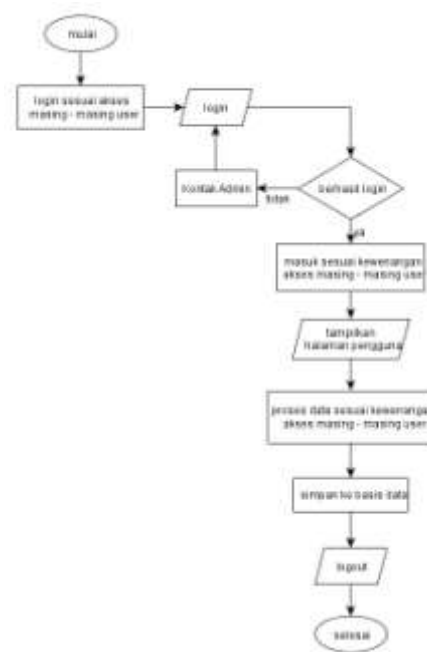 mulai
login sesuai akses
masing - masing user
login
Kontak Admin
tidak
berhasil login
ya
masuk sesuai kewenangan
akses masing - masing user
tampilkan
halaman pengguna
proses data sesuai kewenangan
akses masing - masing user
simpan ke basis data
logout
selesai